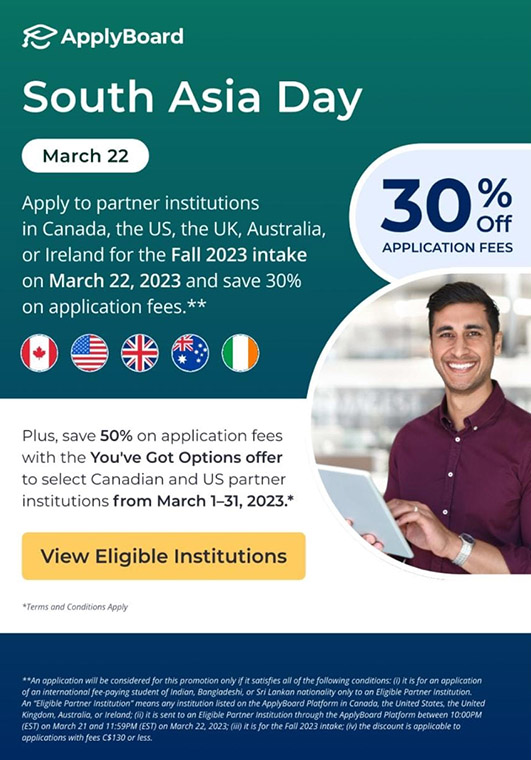 ApplyBoard
South Asia Day
March 22
Apply to partner institutions
in Canada, the US, the UK, Australia,
or Ireland for the Fall 2023 intake
on March 22, 2023 and save 30%
on application fees.**
30%
Off
APPLICATION FEES
Plus, save 50% on application fees
with the You've Got Options offer
to select Canadian and US partner
institutions from March 1–31, 2023.*
View Eligible Institutions
*Terms and Conditions Apply
**An application will be considered for this promotion only if it satisfies all of the following conditions: (i) it is for an application
of an international fee-paying student of Indian, Bangladeshi, or Sri Lankan nationality only to an Eligible Partner Institution.
An "Eligible Partner Institution" means any institution listed on the ApplyBoard Platform in Canada, the United States, the United
Kingdom, Australia, or Ireland; (ii) it is sent to an Eligible Partner Institution through the ApplyBoard Platform between 10:00PM
(EST) on March 21 and 11:59PM (EST) on March 22, 2023; (iii) it is for the Fall 2023 intake; (iv) the discount is applicable to
applications with fees C$130 or less.